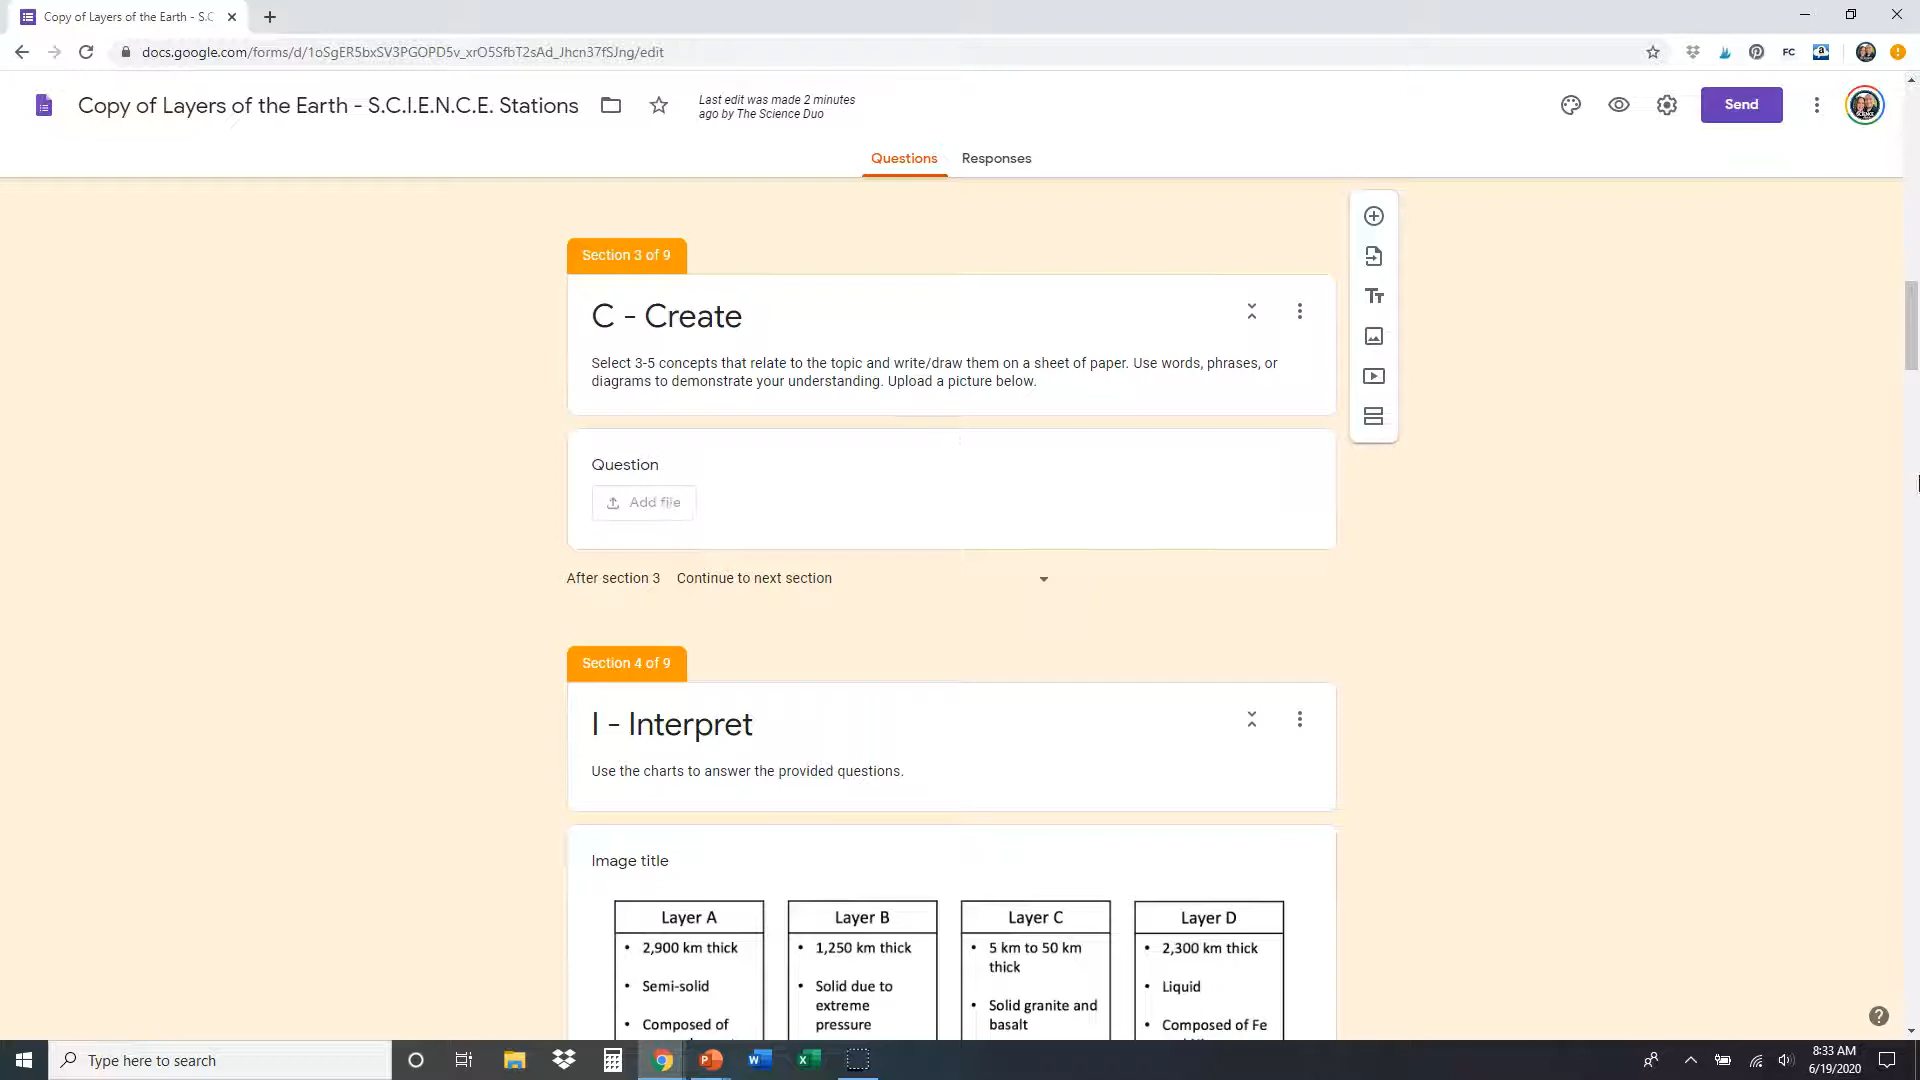 Copy of Layers of the Earth - S.C
docs.google.com/forms/d/1oSgER5bxSV3PGOPD5v_xrO5SfbT2sAd_Jhcn37fSJng/edit
FC
Copy of Layers of the Earth - S.C.I.E.N.C.E. Stations
Last edit was made 2 minutes
ago by The Science Duo
Send
Questions
Responses
Section 3 of 9
C - Create
Select 3-5 concepts that relate to the topic and write/draw them on a sheet of paper. Use words, phrases, or
diagrams to demonstrate your understanding. Upload a picture below.
Question
Add file
After section 3 Continue to next section
Section 4 of 9
I - Interpret
Use the charts to answer the provided questions.
Image title
Layer A
• 2,900 km thick
• Semi-solid
• Composed of
Layer B
• 1,250 km thick
• Solid due to
extreme
pressure
Layer C
• 5 km to 50 km
thick
• Solid granite and
basalt
Layer D
• 2,300 km thick
• Liquid
• Composed of Fe
Type here to search
8:33 AM
6/19/2020